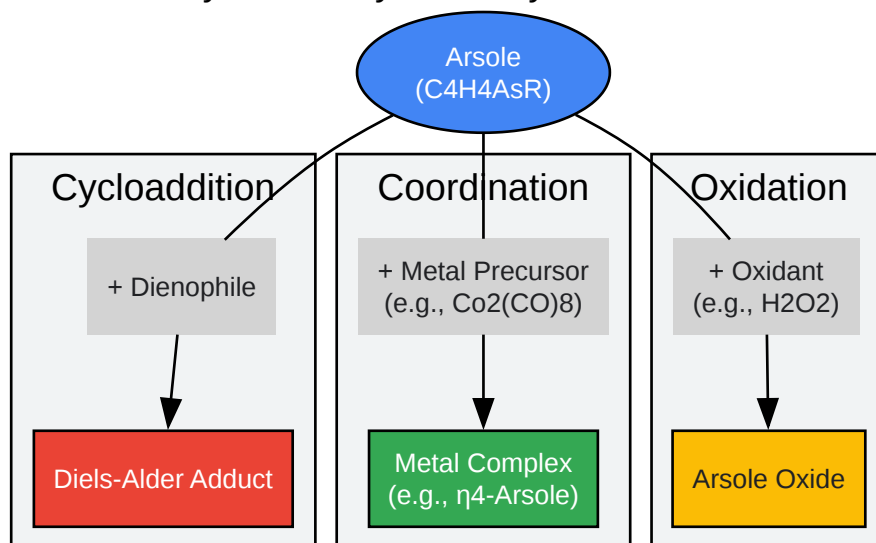 Arsole
(C4H4AsR)
Cycloaddition
Coordination
Oxidation
+ Dienophile
+ Metal Precursor
(e.g., Co2(CO)8)
+ Oxidant
(e.g., H2O2)
Diels-Alder Adduct
Metal Complex
(e.g., η4-Arsole)
Arsole Oxide